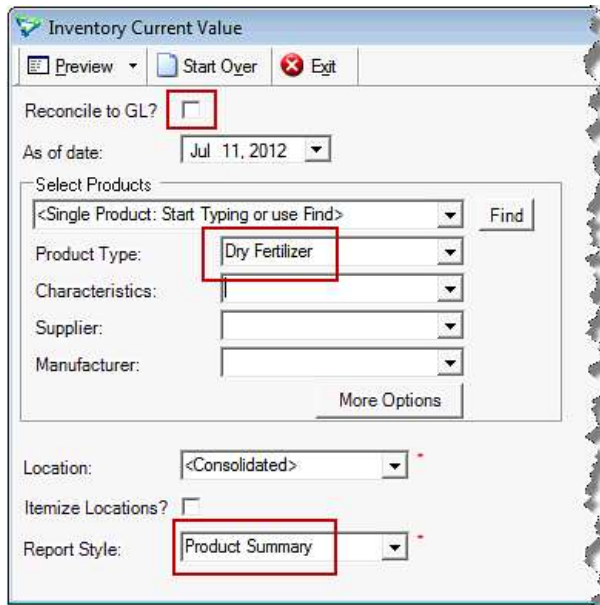 Inventory Current Value
Preview Start Over Exit
Reconcile to GL?
As of date: Jul 11, 2012
Select Products
<Single Product: Start Typing or use Find> Find
Product Type: Dry Fertilizer
Characteristics:
Supplier:
Manufacturer:
More Options
Location: <Consolidated> *
Itemize Locations?
Report Style: Product Summary *